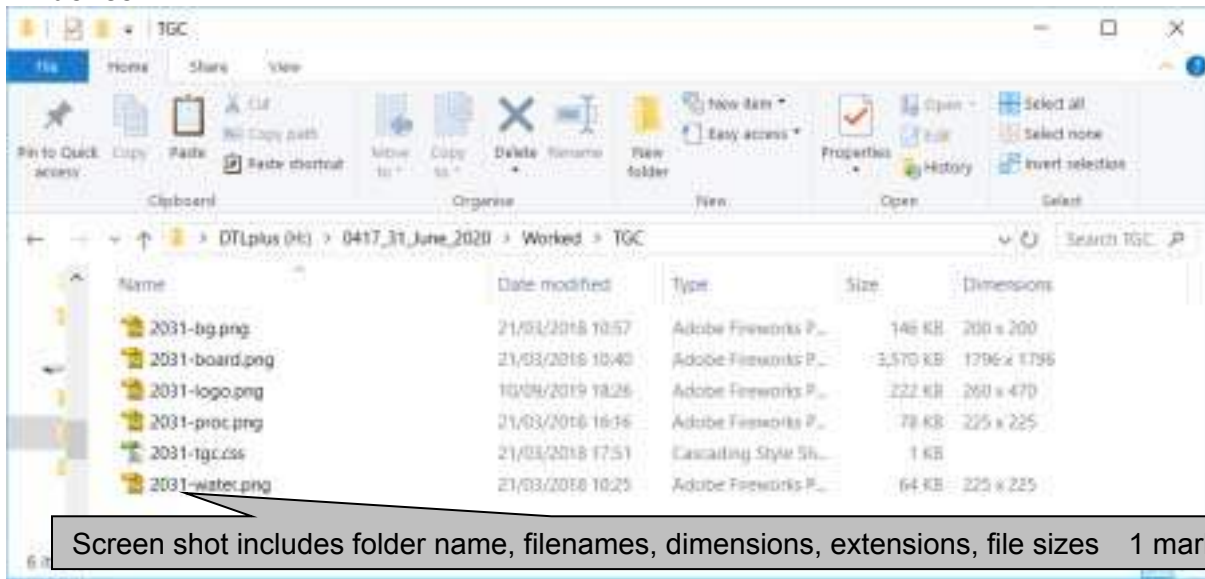 TGC
File Home Share View
Pin to Quick access
Copy
Paste
Cut
Copy path
Paste shortcut
Move to
Copy to
Delete
Rename
New folder
New item
Easy access
Properties
Open
Edit
History
Select all
Select none
Invert selection
Clipboard Organise New Open Select
DTLplus (H:) > 0417_31_June_2020 > Worked > TGC
Search TGC
Name Date modified Type Size Dimensions
2031-bg.png 21/03/2018 10:57 Adobe Fireworks P... 146 KB 200 x 200
2031-board.png 21/03/2018 10:40 Adobe Fireworks P... 3,570 KB 1796 x 1796
2031-logo.png 10/09/2019 18:26 Adobe Fireworks P... 222 KB 260 x 470
2031-proc.png 21/03/2018 16:16 Adobe Fireworks P... 78 KB 225 x 225
2031-tgc.css 21/03/2018 17:51 Cascading Style Sh... 1 KB
2031-water.png 21/03/2018 10:25 Adobe Fireworks P... 64 KB 225 x 225
Screen shot includes folder name, filenames, dimensions, extensions, file sizes 1 mar